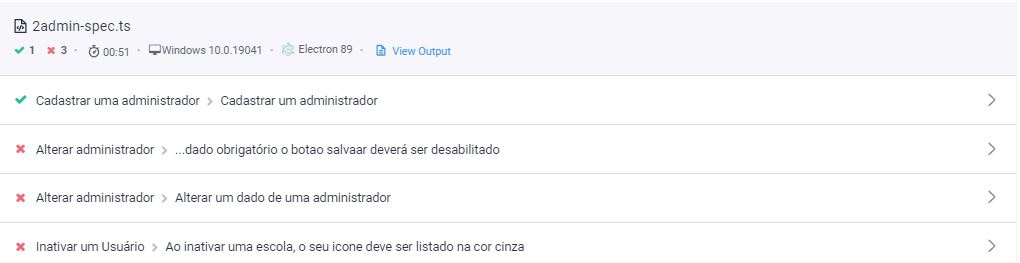 2admin-spec.ts
1 3 · 00:51 · Windows 10.0.19041 · Electron 89 · View Output
Cadastrar uma administrador > Cadastrar um administrador
Alterar administrador > ...dado obrigatório o botao salvaar deverá ser desabilitado
Alterar administrador > Alterar um dado de uma administrador
Inativar um Usuário > Ao inativar uma escola, o seu icone deve ser listado na cor cinza